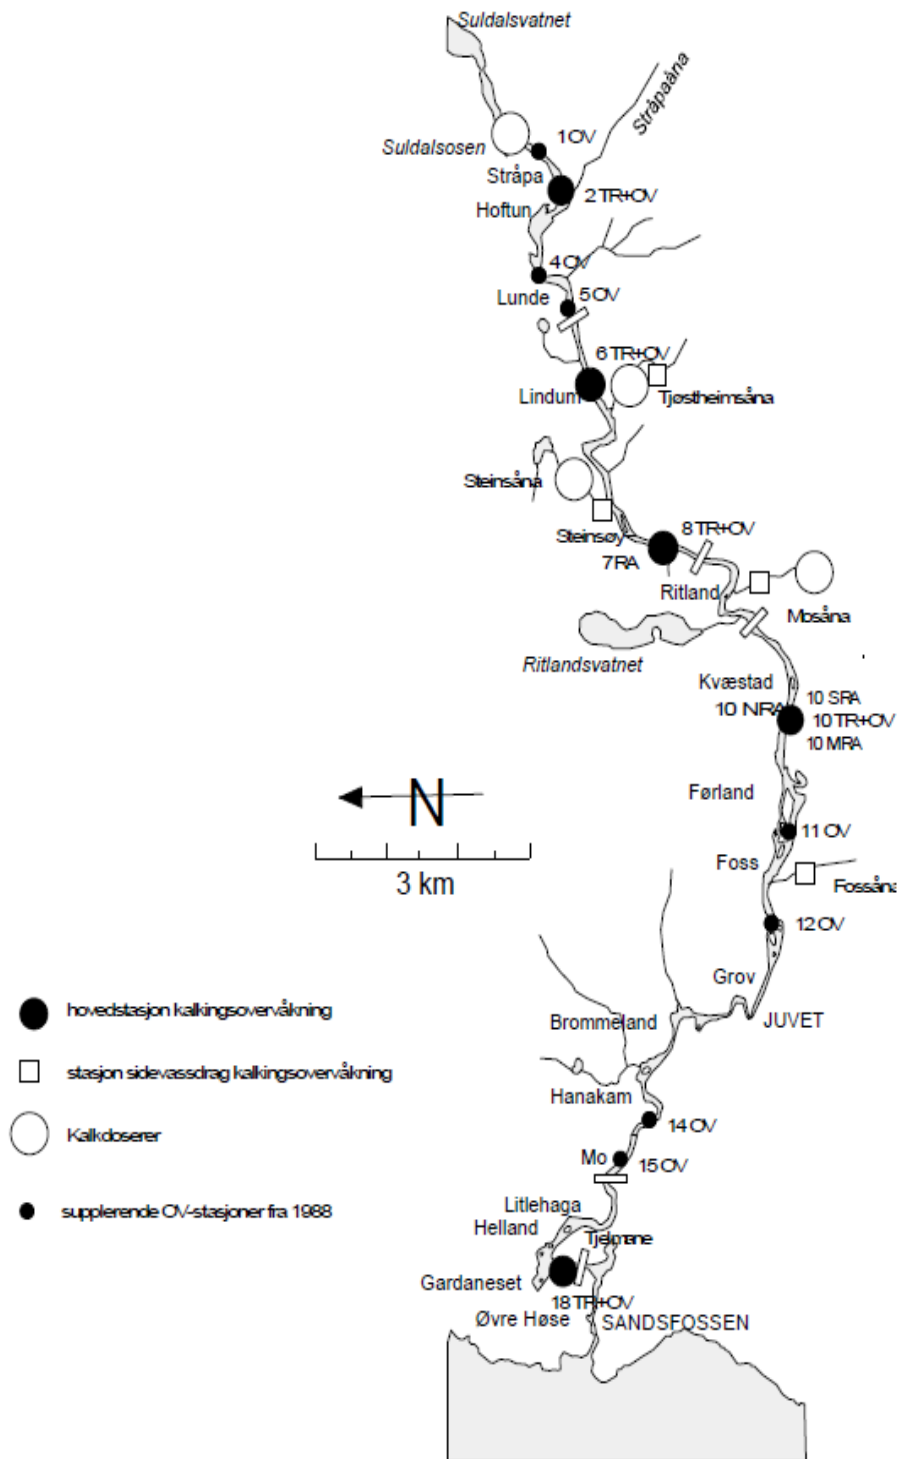 Suldalsvatnet
Stråpaåna
1 OV
Suldalsosen
Stråpa
2 TR+OV
Hoftun
4 OV
Lunde
5 OV
6 TR+OV
Lindum
Tjøstheimsåna
Steinsåna
8 TR+OV
Steinsøy
7RA
Ritland
Mosåna
Ritlandsvatnet
Kvæstad
10 SRA
10 NRA
10 TR+OV
10 MRA
N
Førland
11 OV
Foss
3 km
Fossåna
12 OV
Grov
hovedstasjon kalkingsovervåkning
Brommeland
JUVET
stasjon sidevassdrag kalkingsovervåkning
Hanakam
14 OV
Kalkdoserer
Mo
15 OV
Litlehaga
supplerende OV-stasjoner fra 1988
Helland
Tjelmane
Gardaneset
18 TR+OV
Øvre Høse
SANDSFOSSEN